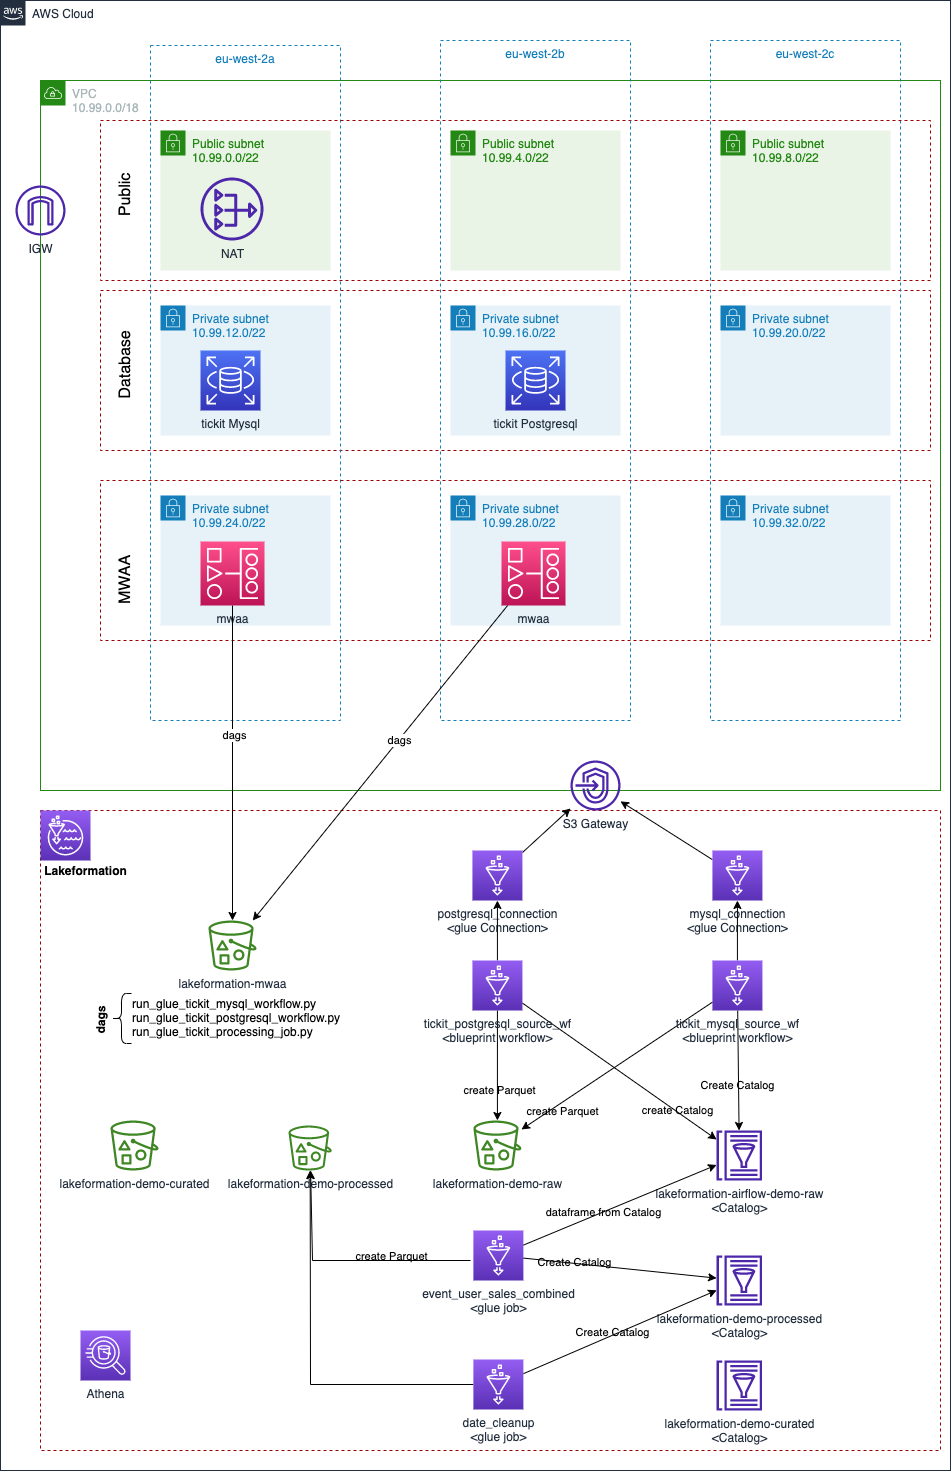 aws
AWS Cloud
eu-west-2a
eu-west-2b
eu-west-2c
VPC
10.99.0.0/18
Public
Public subnet
10.99.0.0/22
Public subnet
10.99.4.0/22
Public subnet
10.99.8.0/22
IGW
NAT
Database
Private subnet
10.99.12.0/22
Private subnet
10.99.16.0/22
Private subnet
10.99.20.0/22
tickit Mysql
tickit Postgresql
MWAA
Private subnet
10.99.24.0/22
Private subnet
10.99.28.0/22
Private subnet
10.99.32.0/22
mwaa
mwaa
dags
dags
S3 Gateway
Lakeformation
postgresql_connection
<glue Connection>
mysql_connection
<glue Connection>
lakeformation-mwaa
dags
run_glue_tickit_mysql_workflow.py
run_glue_tickit_postgresql_workflow.py
run_glue_tickit_processing_job.py
tickit_postgresql_source_wf
<blueprint workflow>
tickit_mysql_source_wf
<blueprint workflow>
create Parquet
Create Catalog
create Parquet
create Catalog
lakeformation-demo-curated
lakeformation-demo-processed
lakeformation-demo-raw
lakeformation-airflow-demo-raw
<Catalog>
dataframe from Catalog
create Parquet
Create Catalog
event_user_sales_combined
<glue job>
lakeformation-demo-processed
<Catalog>
Create Catalog
Athena
date_cleanup
<glue job>
lakeformation-demo-curated
<Catalog>